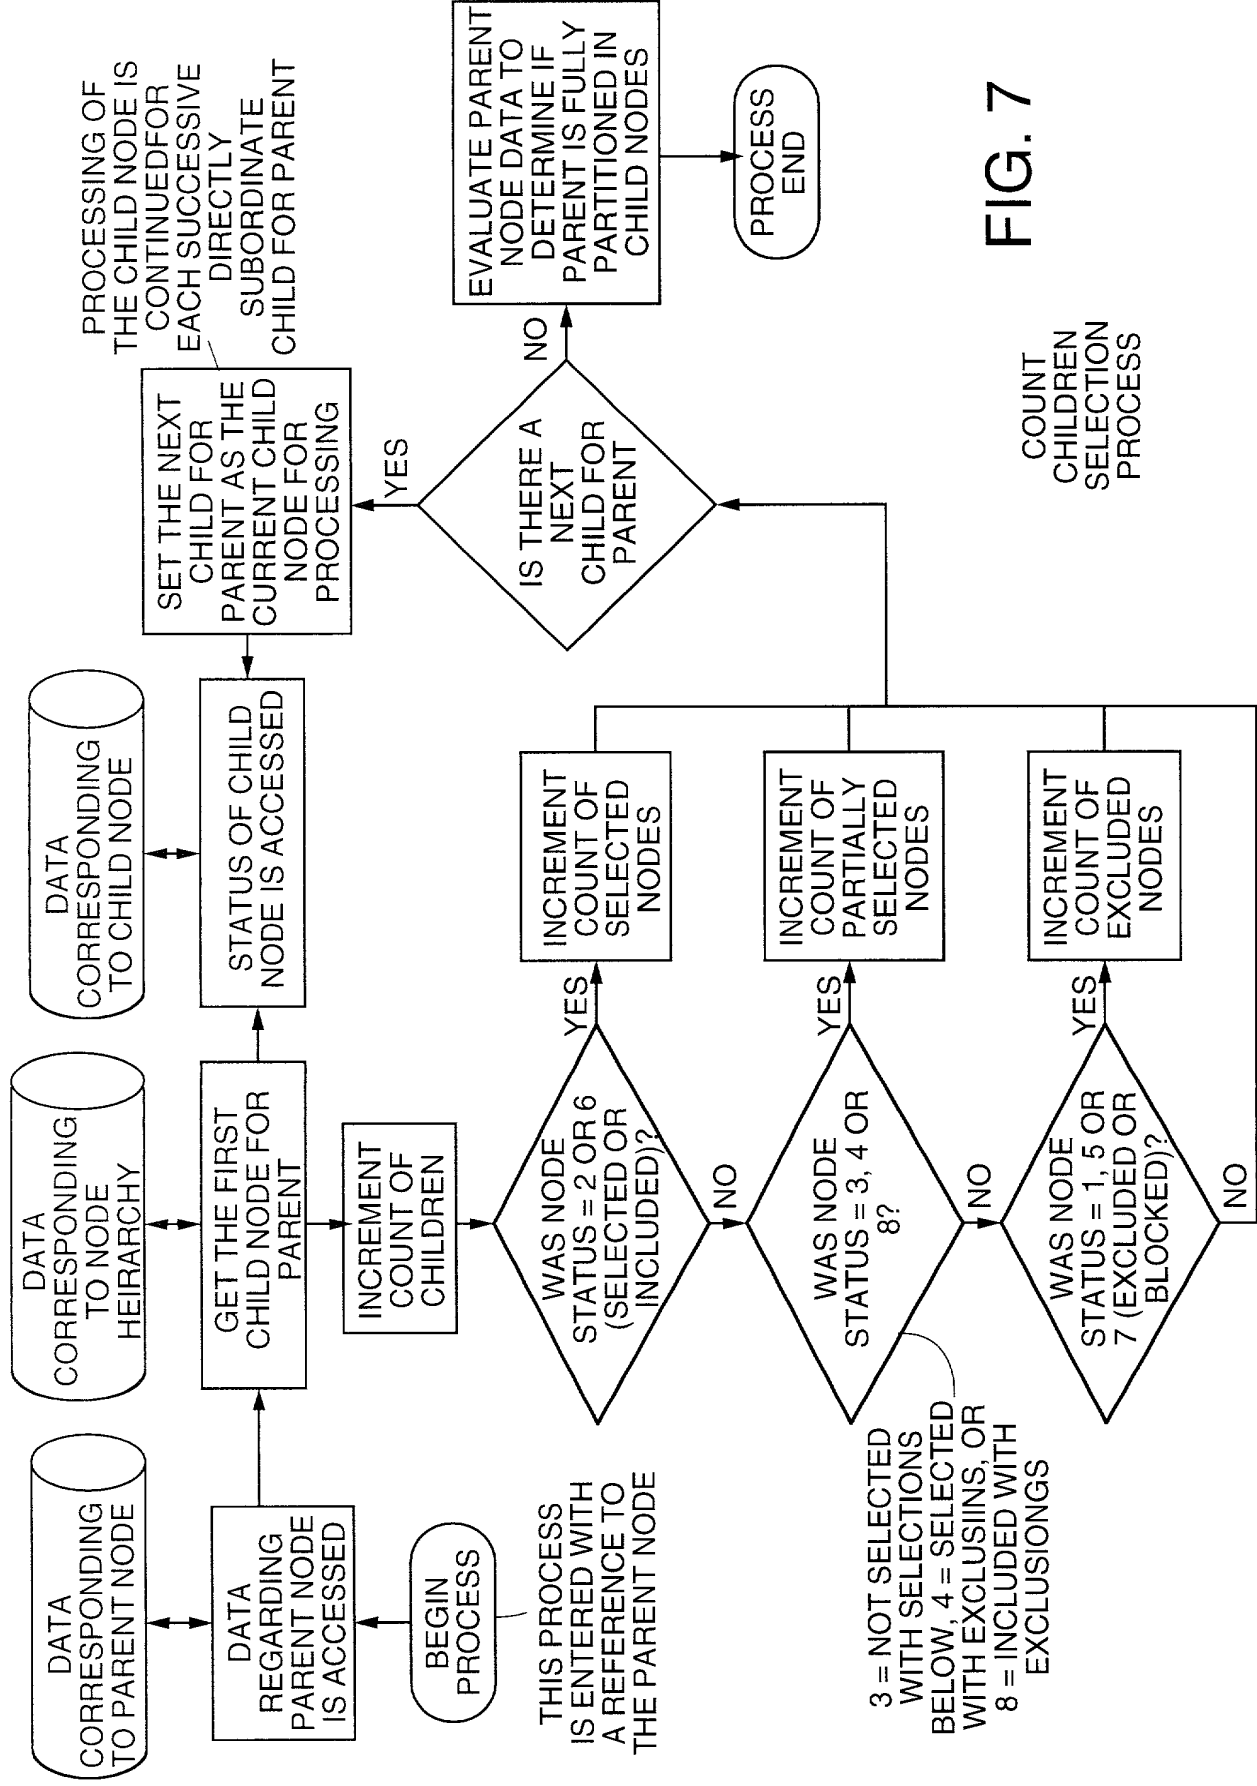 DATA
CORRESPONDING
TO PARENT NODE
DATA
CORRESPONDING
TO NODE
HEIRARCHY
DATA
CORRESPONDING
TO CHILD NODE
PROCESSING OF
THE CHILD NODE IS
CONTINUEDFOR
EACH SUCCESSIVE
DIRECTLY
SUBORDINATE
CHILD FOR PARENT
DATA
REGARDING
PARENT NODE
IS ACCESSED
GET THE FIRST
CHILD NODE FOR
PARENT
STATUS OF CHILD
NODE IS ACCESSED
SET THE NEXT
CHILD FOR
PARENT AS THE
CURRENT CHILD
NODE FOR
PROCESSING
BEGIN
PROCESS
INCREMENT
COUNT OF
CHILDREN
YES
THIS PROCESS
IS ENTERED WITH
A REFERENCE TO
THE PARENT NODE
WAS NODE
STATUS = 2 OR 6
(SELECTED OR
INCLUDED)?
YES
INCREMENT
COUNT OF
SELECTED
NODES
IS THERE A
NEXT
CHILD FOR
PARENT
NO
EVALUATE PARENT
NODE DATA TO
DETERMINE IF
PARENT IS FULLY
PARTITIONED IN
CHILD NODES
NO
PROCESS
END
WAS NODE
STATUS = 3, 4 OR
8?
YES
INCREMENT
COUNT OF
PARTIALLY
SELECTED
NODES
3 = NOT SELECTED
WITH SELECTIONS
BELOW, 4 = SELECTED
WITH EXCLUSINS, OR
8 = INCLUDED WITH
EXCLUSIONGS
NO
WAS NODE
STATUS = 1, 5 OR
7 (EXCLUDED OR
BLOCKED)?
YES
INCREMENT
COUNT OF
EXCLUDED
NODES
NO
COUNT
CHILDREN
SELECTION
PROCESS
FIG. 7